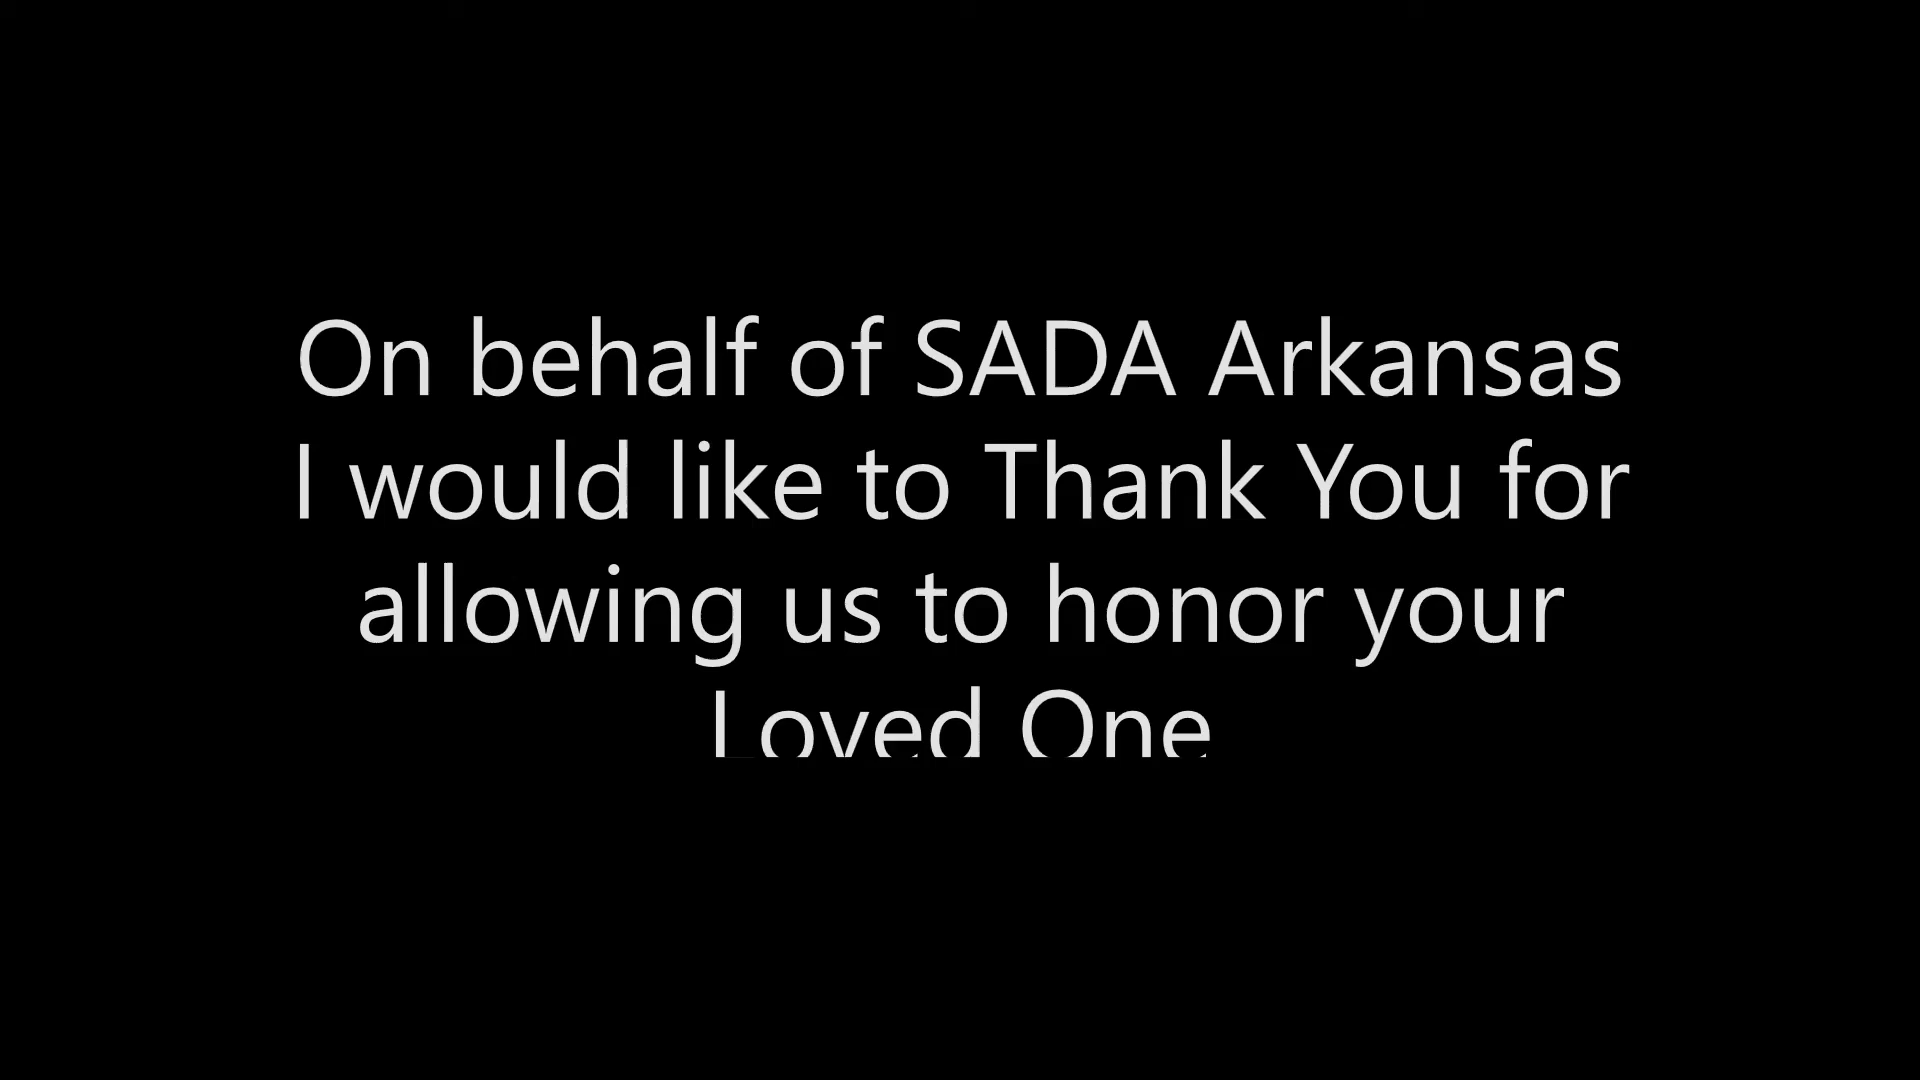 On behalf of SADA Arkansas
I would like to Thank You for
allowing us to honor your
Loved One